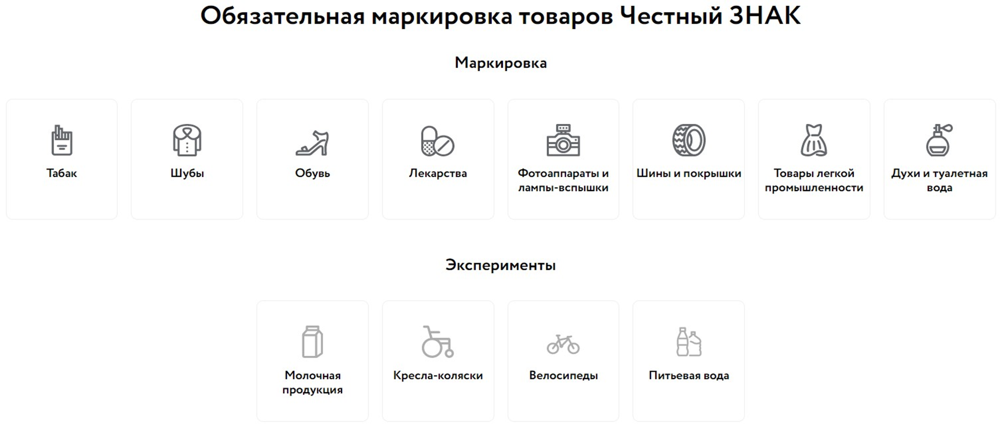 Обязательная маркировка товаров Честный ЗНАК
Маркировка
Табак
Шубы
Обувь
Лекарства
Фотоаппараты и
лампы-вспышки
Шины и покрышки
Товары легкой
промышленности
Духи и туалетная
вода
Эксперименты
Молочная
продукция
Кресла-коляски
Велосипеды
Питьевая вода